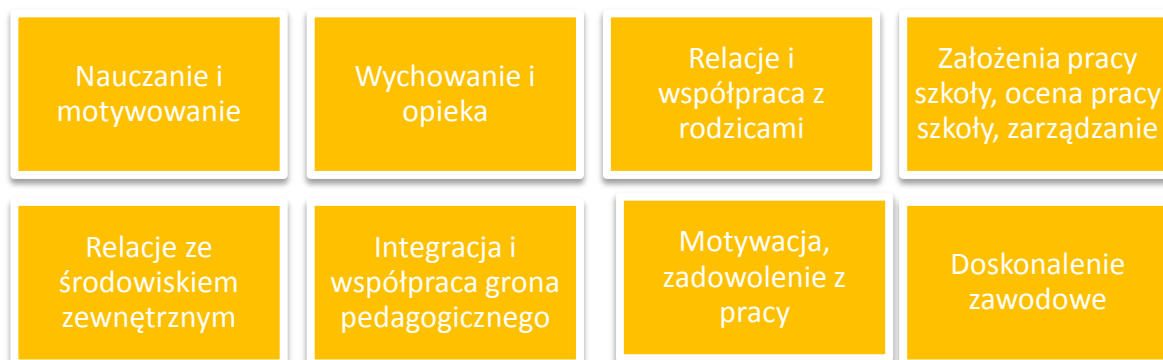 Nauczanie i
motywowanie
Wychowanie i
opieka
Relacje i
współpraca z
rodzicami
Założenia pracy
szkoły, ocena pracy
szkoły, zarządzanie
Relacje ze
środowiskiem
zewnętrznym
Integracja i
współpraca grona
pedagogicznego
Motywacja,
zadowolenie z
pracy
Doskonalenie
zawodowe